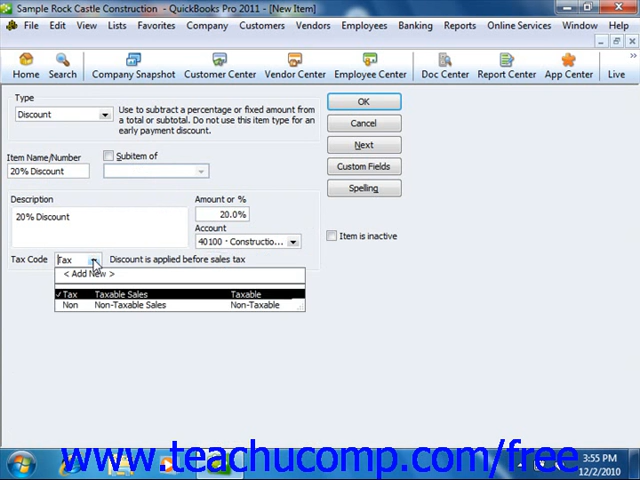 Sample Rock Castle Construction - QuickBooks Pro 2011 - [New Item]
File Edit View Lists Favorites Company Customers Vendors Employees Banking Reports Online Services Window Help
Home Search Company Snapshot Customer Center Vendor Center Employee Center Doc Center Report Center App Center Live »
Type
Discount
Use to subtract a percentage or fixed amount from
a total or subtotal. Do not use this item type for an
early payment discount.
OK
Cancel
Next
Custom Fields
Spelling
Item Name/Number
Subitem of
20% Discount
Description
20% Discount
Amount or %
20.0%
Account
40100 · Constructio...
Item is inactive
Tax Code Tax Discount is applied before sales tax
< Add New >
✓ Tax Taxable Sales Taxable
Non Non-Taxable Sales Non-Taxable
www.teachucomp.com/free
3:55 PM
12/2/2010